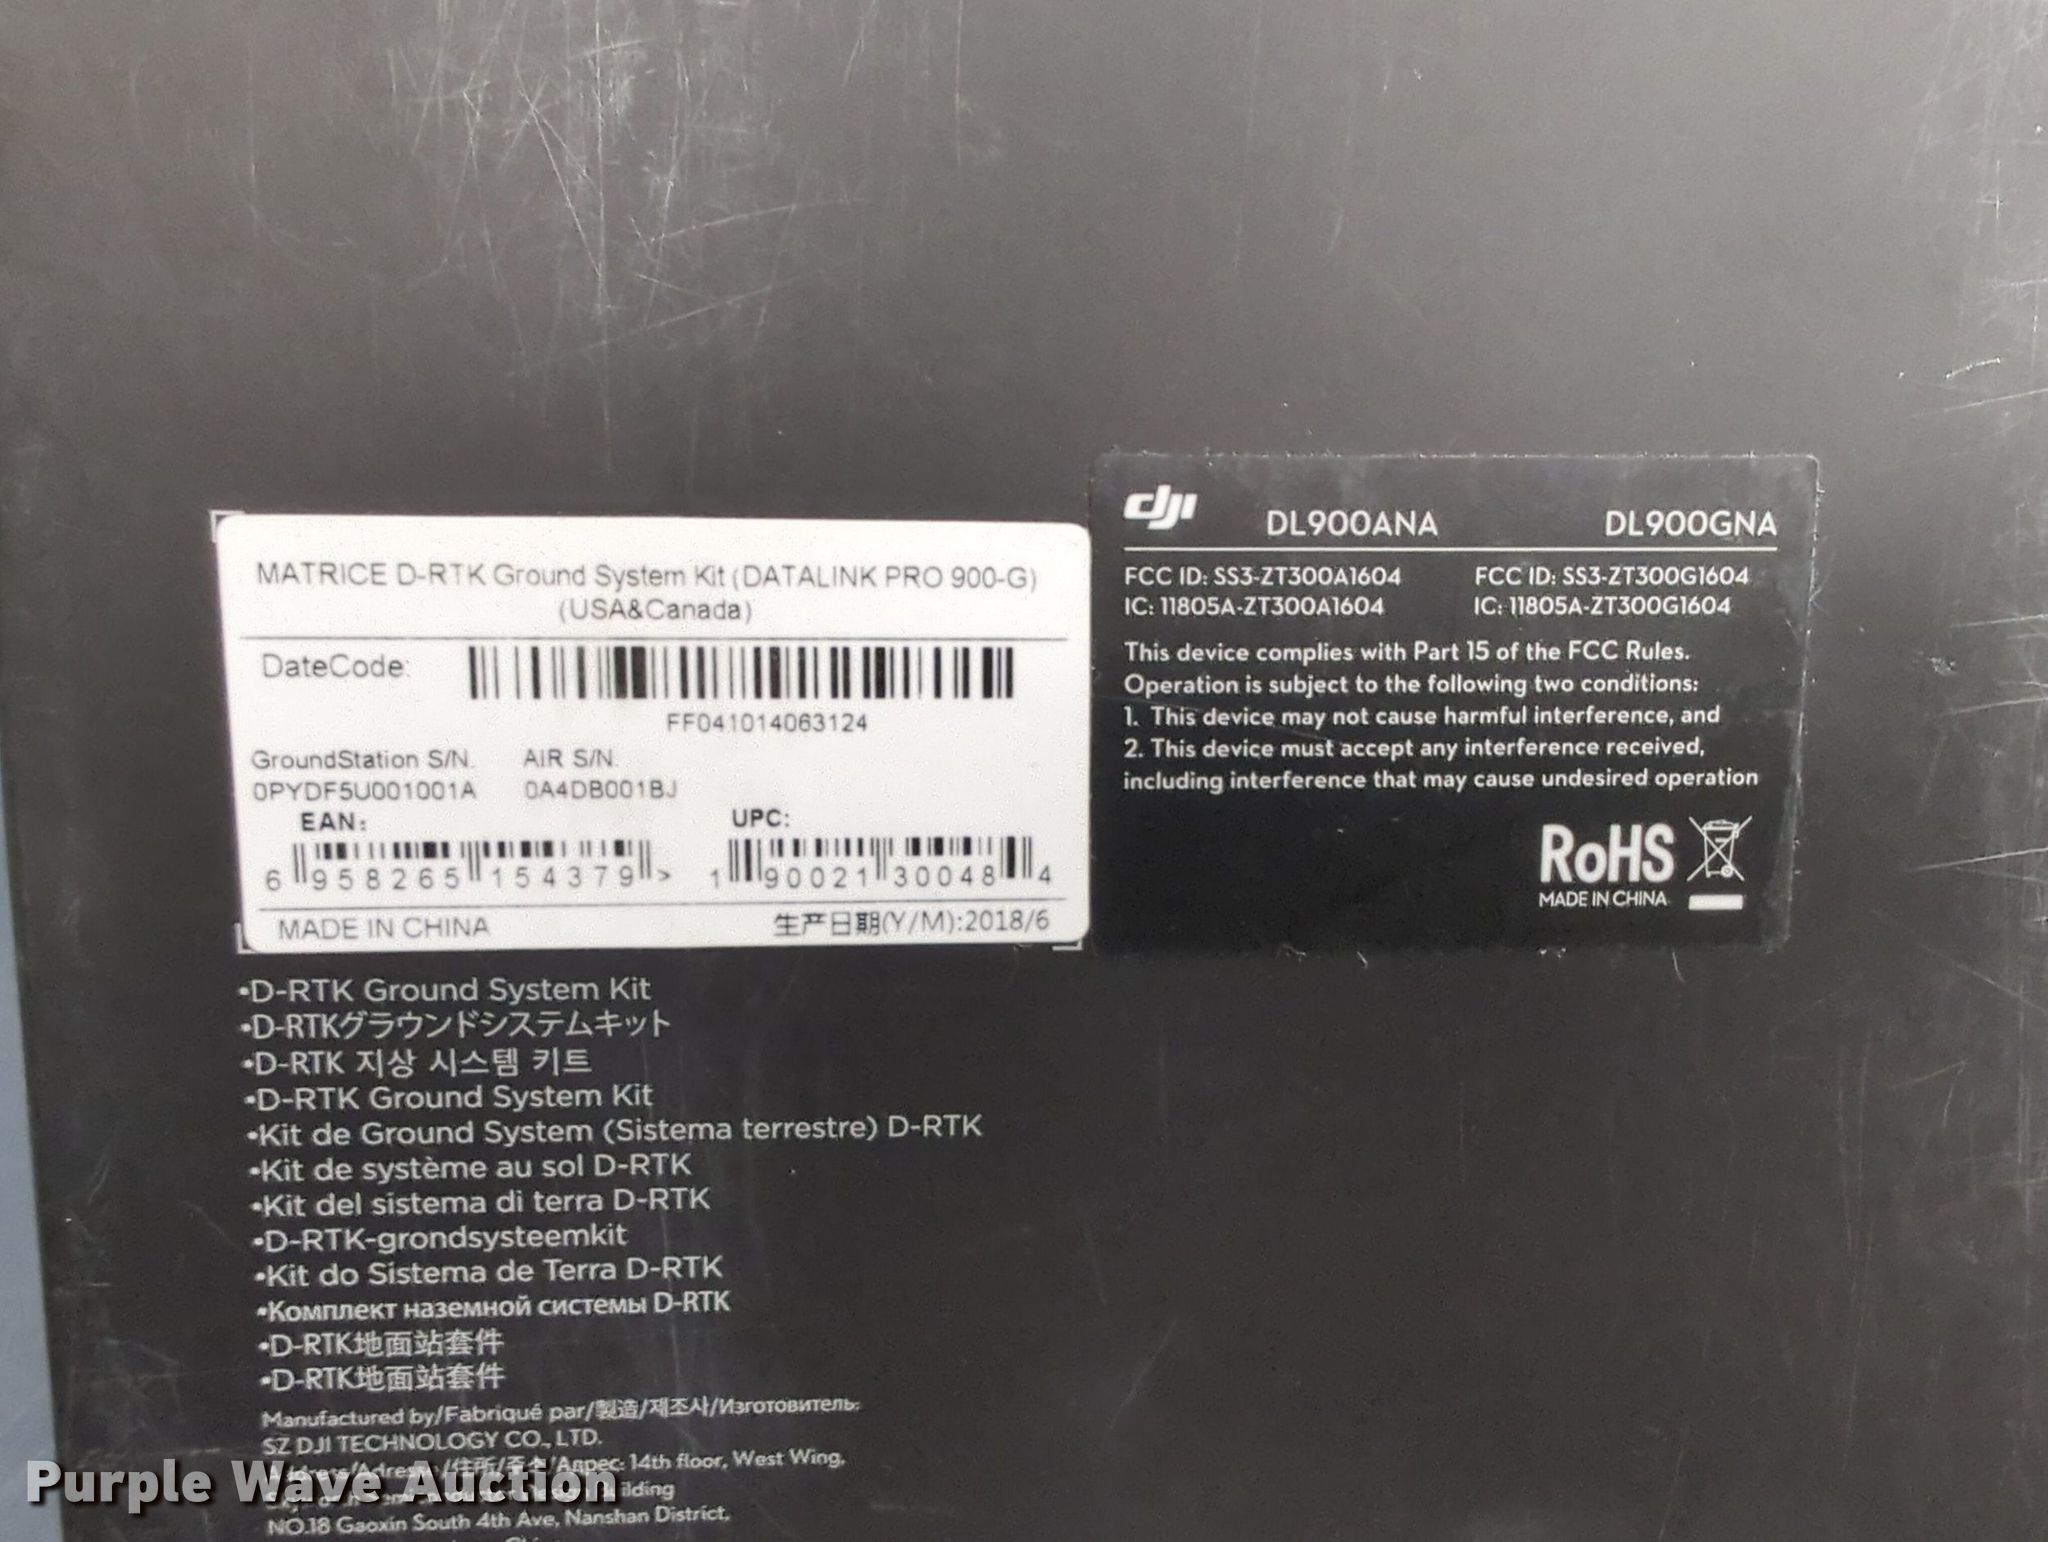 MATRICE D-RTK Ground System Kit (DATALINK PRO 900-G)
(USA&Canada)
DateCode:
FF041014063124
GroundStation S/N. AIR S/N.
0PYDF5U001001A 0A4DB001BJ
EAN: UPC:
6 958265 154379 > 1 90021 30048 4
MADE IN CHINA 生产日期(Y/M):2018/6
dji DL900ANA DL900GNA
FCC ID: SS3-ZT300A1604 FCC ID: SS3-ZT300G1604
IC: 11805A-ZT300A1604 IC: 11805A-ZT300G1604
This device complies with Part 15 of the FCC Rules.
Operation is subject to the following two conditions:
1. This device may not cause harmful interference, and
2. This device must accept any interference received,
including interference that may cause undesired operation
RoHS
MADE IN CHINA
•D-RTK Ground System Kit
•D-RTKグラウンドシステムキット
•D-RTK 지상 시스템 키트
•D-RTK Ground System Kit
•Kit de Ground System (Sistema terrestre) D-RTK
•Kit de système au sol D-RTK
•Kit del sistema di terra D-RTK
•D-RTK-grondsysteemkit
•Kit do Sistema de Terra D-RTK
•Комплект наземной системы D-RTK
•D-RTK地面站套件
•D-RTK地面站套件
Manufactured by/Fabriqué par/製造/제조사/Изготовитель:
SZ DJI TECHNOLOGY CO., LTD.
Address/Adresse/住所/주소/Адрес: 14th floor, West Wing,
Building
NO.18 Gaoxin South 4th Ave, Nanshan District,
Purple Wave Auction